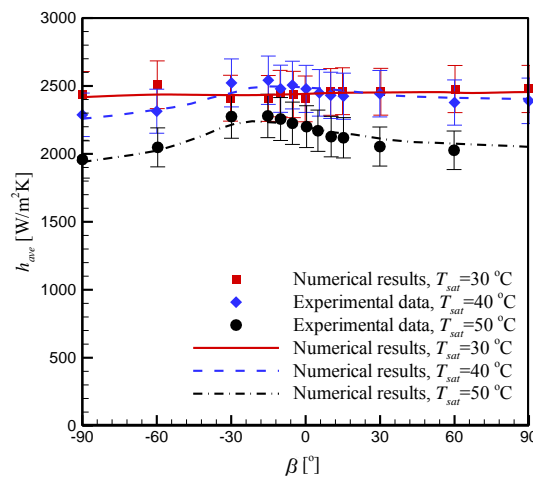 3000
2500
2000
1500
1000
500
0
h_ave [W/m²K]
Numerical results, T_sat=30 °C
Experimental data, T_sat=40 °C
Experimental data, T_sat=50 °C
Numerical results, T_sat=30 °C
Numerical results, T_sat=40 °C
Numerical results, T_sat=50 °C
-90 -60 -30 0 30 60 90
β [°]